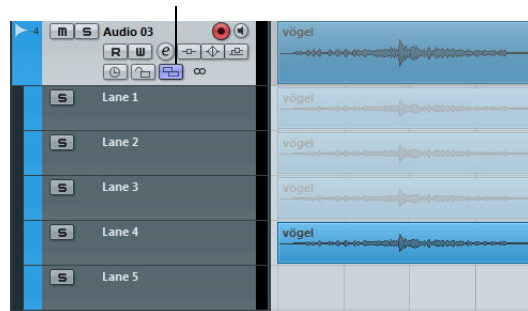 4 M S Audio 03
vögel
R W e
Lane 1
S
vögel
Lane 2
S
vögel
Lane 3
S
vögel
Lane 4
S
vögel
Lane 5
S